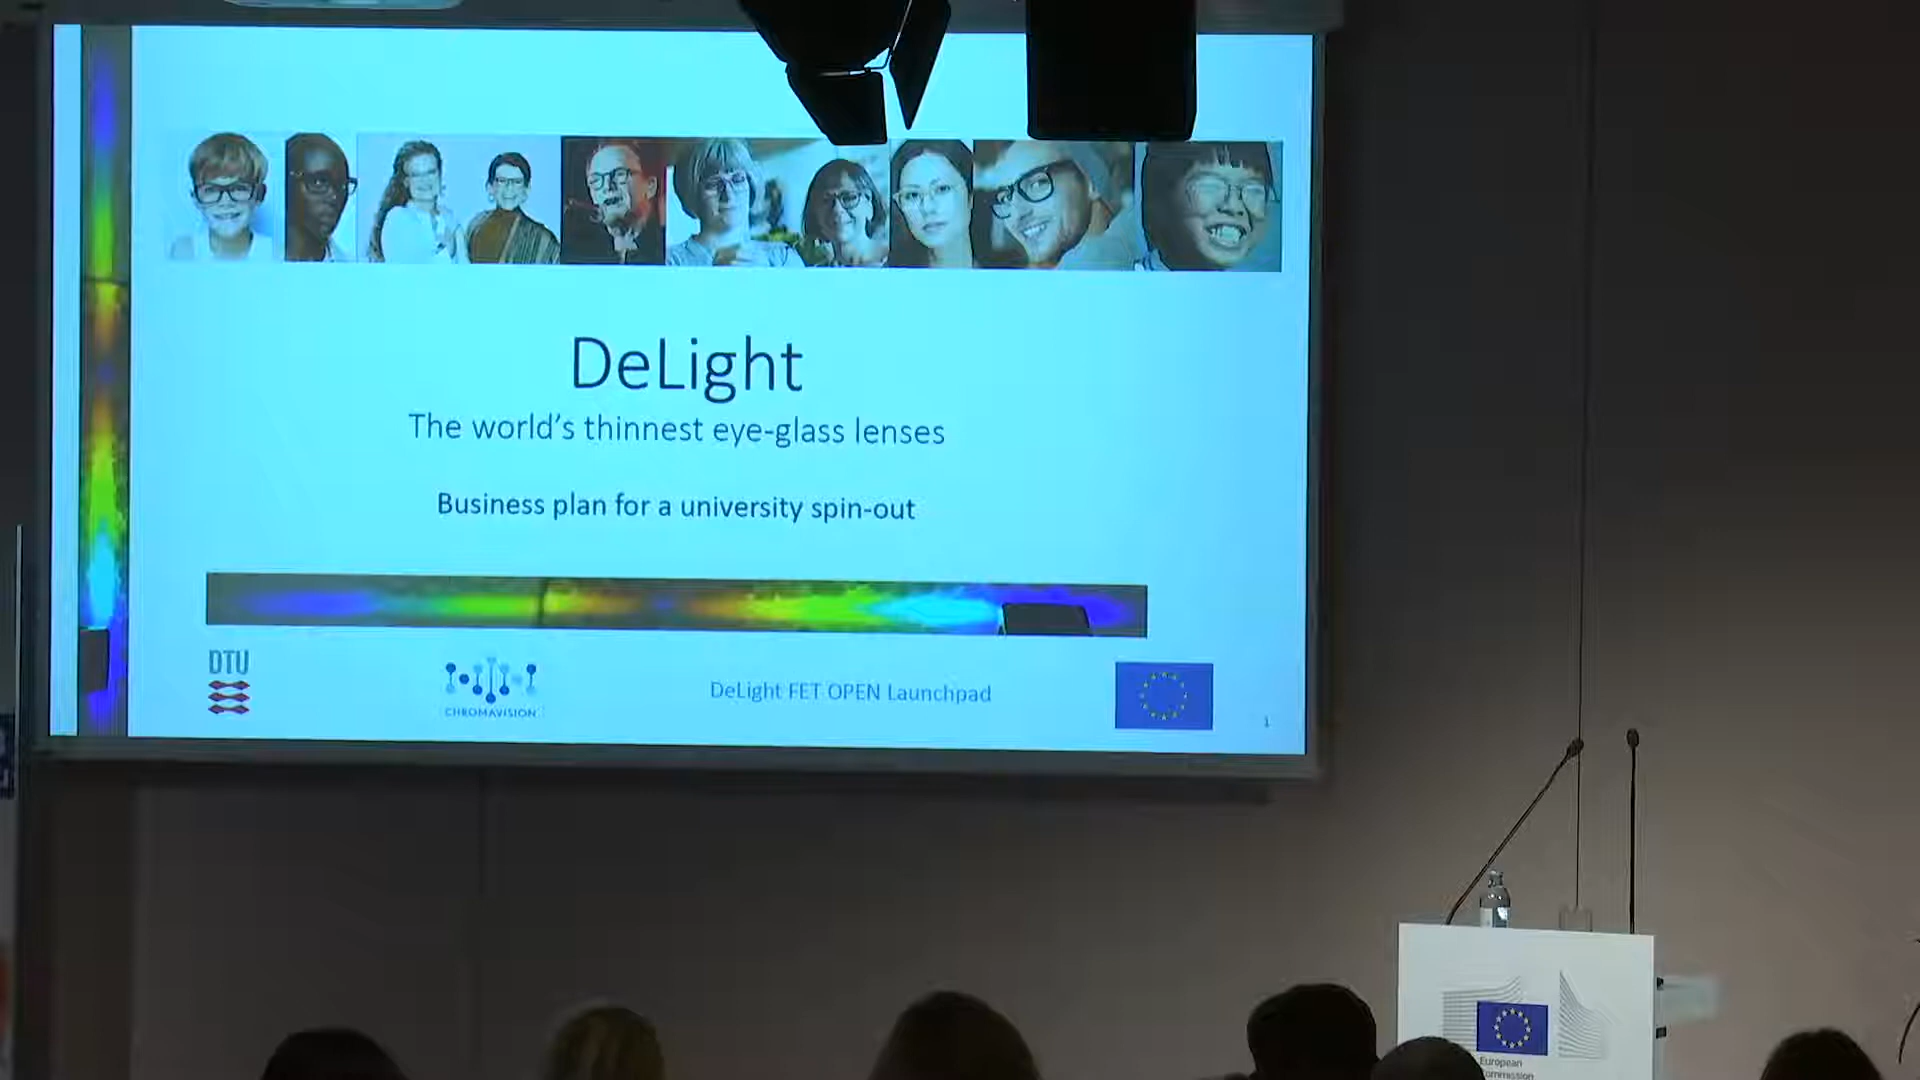 DeLight
The world's thinnest eye-glass lenses
Business plan for a university spin-out
DTU
CHROMAVISION
DeLight FET OPEN Launchpad
1
European
Commission